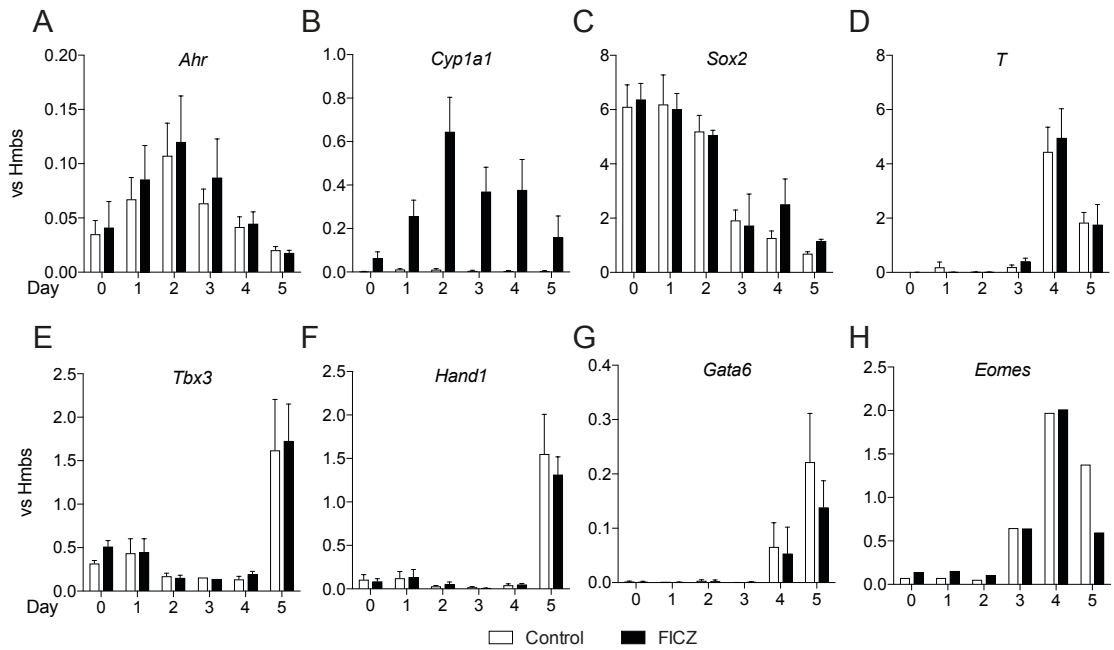 A
Ahr
vs Hmbs
0.20
0.15
0.10
0.05
0.00
Day 0 1 2 3 4 5
B
Cyp1a1
1.0
0.8
0.6
0.4
0.2
0.0
0 1 2 3 4 5
C
Sox2
8
6
4
2
0
0 1 2 3 4 5
D
T
8
6
4
2
0
0 1 2 3 4 5
E
Tbx3
vs Hmbs
2.5
2.0
1.5
1.0
0.5
0.0
Day 0 1 2 3 4 5
F
Hand1
2.5
2.0
1.5
1.0
0.5
0.0
0 1 2 3 4 5
G
Gata6
0.4
0.3
0.2
0.1
0.0
0 1 2 3 4 5
H
Eomes
2.5
2.0
1.5
1.0
0.5
0.0
0 1 2 3 4 5
Control FICZ